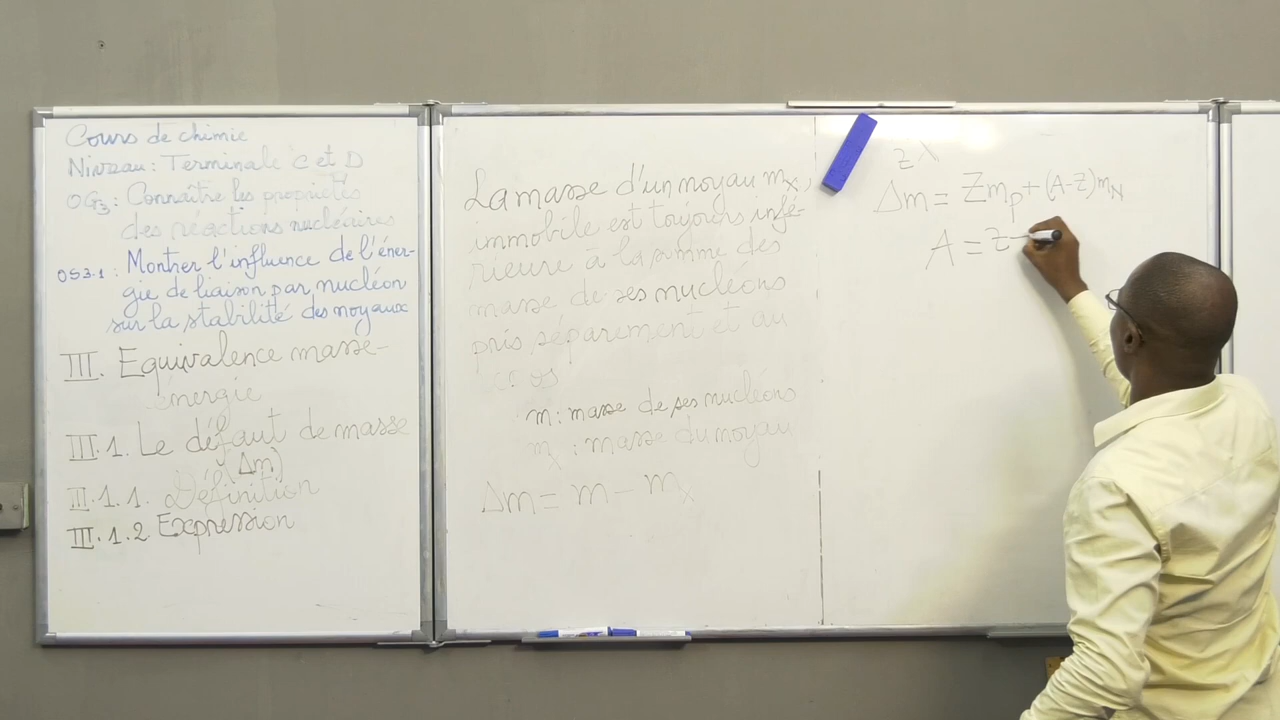 Cours de chimie
Niveau : Terminale C et D
OG3 : Connaître les propriétés
des réactions nucléaires
OS3.1 : Montrer l'influence de l'éner-
gie de liaison par nucléon
sur la stabilité des noyaux
III. Equivalence masse-
énergie
III.1. Le défaut de masse
(Δm)
III.1.1. Définition
III.1.2 Expression
La masse d'un noyau mx,
immobile est toujours infé-
rieure à la somme des
masse de ses nucléons
pris séparément et au
m : masse de ses nucléons
mx : masse du noyau
Δm = m - mx
Z
Δm = Zmp + (A-Z)mN
A = Z